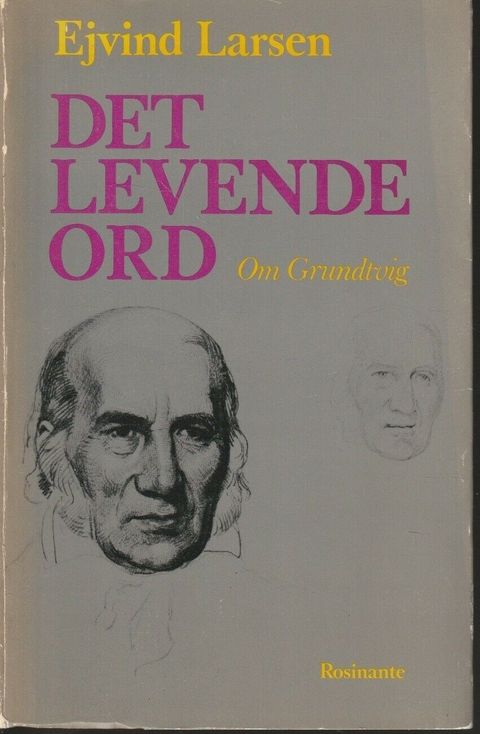 Ejvind Larsen
DET
LEVENDE
ORD Om Grundtvig
Rosinante